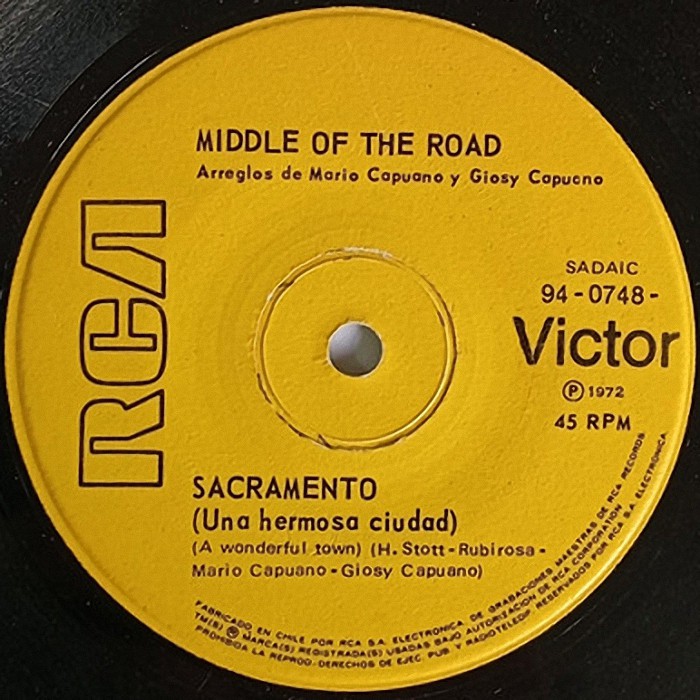 MIDDLE OF THE ROAD
Arreglos de Mario Capuano y Giosy Capuano
RCA
SADAIC
94-0748-
Victor
Ⓟ 1972
45 RPM
SACRAMENTO
(Una hermosa ciudad)
(A wonderful town) (H. Stott-Rubirosa-
Mario Capuano-Giosy Capuano)
FABRICADO EN CHILE POR RCA S.A. ELECTRONICA. DE GRABACIONES MAESTRAS DE RCA RECORDS
TM(S) ® MARCA(S) REGISTRADA(S) USADAS BAJO AUTORIZACION DE RCA CORPORATION
PROHIBIDA LA REPROD-DERECHOS DE EJEC. PUB. Y RADIOTELEDIF RESERVADOS POR RCA S.A. ELECTRONICA